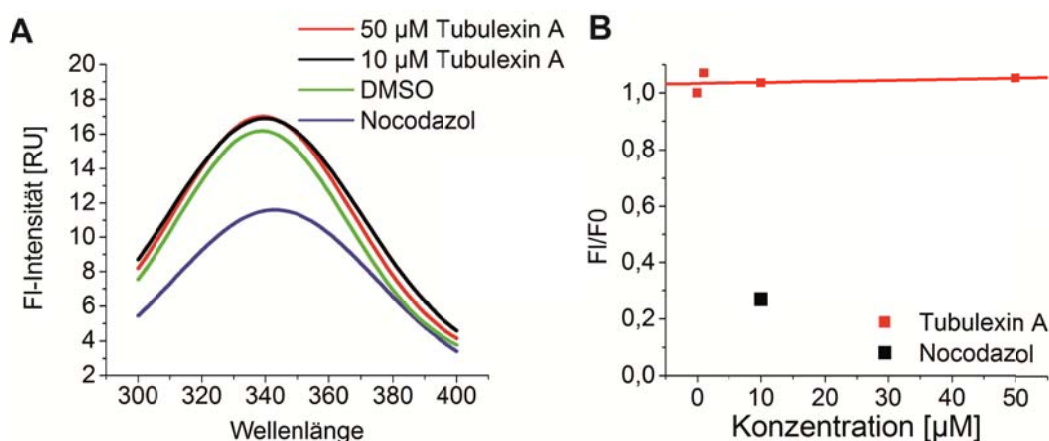 A
50 µM Tubulexin A
10 µM Tubulexin A
DMSO
Nocodazol
20
18
16
14
12
10
8
6
4
2
FI-Intensität [RU]
300 320 340 360 380 400
Wellenlänge
B
1,0
0,8
0,6
0,4
0,2
0,0
FI/F0
Tubulexin A
Nocodazol
0 10 20 30 40 50
Konzentration [µM]